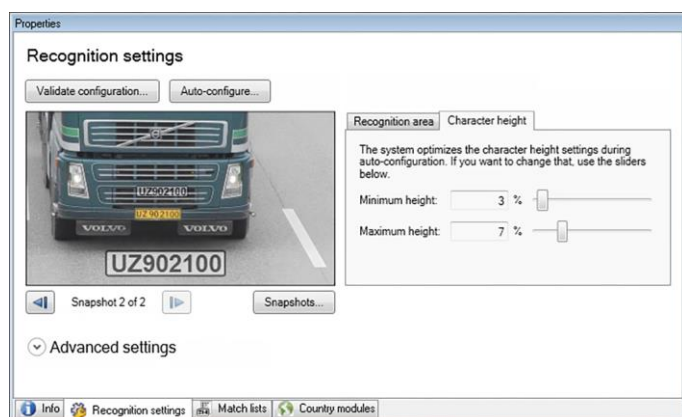 Properties
Recognition settings
Validate configuration...
Auto-configure...
UZ902100
UZ 902100
VOLVO VOLVO
UZ902100
Snapshot 2 of 2
Snapshots...
Recognition area
Character height
The system optimizes the character height settings during
auto-configuration. If you want to change that, use the sliders
below.
Minimum height: 3 %
Maximum height: 7 %
Advanced settings
Info
Recognition settings
Match lists
Country modules